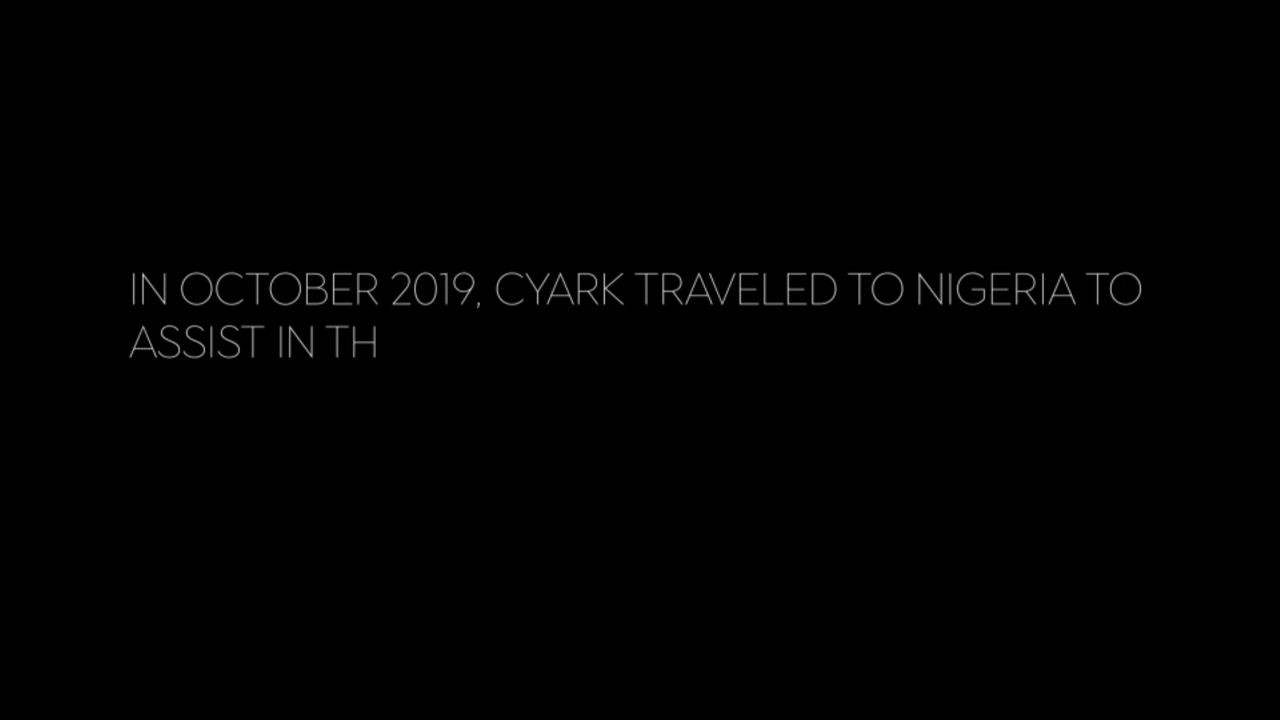 IN OCTOBER 2019, CYARK TRAVELED TO NIGERIA TO
ASSIST IN TH